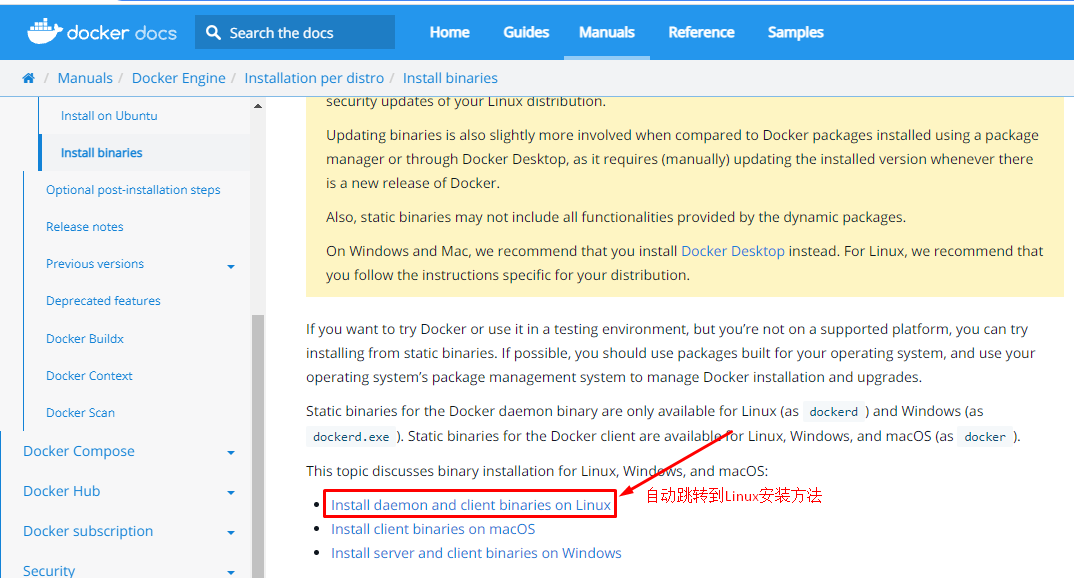 docker docs
Search the docs
Home
Guides
Manuals
Reference
Samples
/ Manuals / Docker Engine / Installation per distro / Install binaries
Install on Ubuntu
Install binaries
Optional post-installation steps
Release notes
Previous versions
Deprecated features
Docker Buildx
Docker Context
Docker Scan
Docker Compose
Docker Hub
Docker subscription
Security
security updates of your Linux distribution.
Updating binaries is also slightly more involved when compared to Docker packages installed using a package
manager or through Docker Desktop, as it requires (manually) updating the installed version whenever there
is a new release of Docker.
Also, static binaries may not include all functionalities provided by the dynamic packages.
On Windows and Mac, we recommend that you install Docker Desktop instead. For Linux, we recommend that
you follow the instructions specific for your distribution.
If you want to try Docker or use it in a testing environment, but you’re not on a supported platform, you can try
installing from static binaries. If possible, you should use packages built for your operating system, and use your
operating system’s package management system to manage Docker installation and upgrades.
Static binaries for the Docker daemon binary are only available for Linux (as dockerd ) and Windows (as
dockerd.exe ). Static binaries for the Docker client are available for Linux, Windows, and macOS (as docker ).
This topic discusses binary installation for Linux, Windows, and macOS:
Install daemon and client binaries on Linux
自动跳转到Linux安装方法
Install client binaries on macOS
Install server and client binaries on Windows